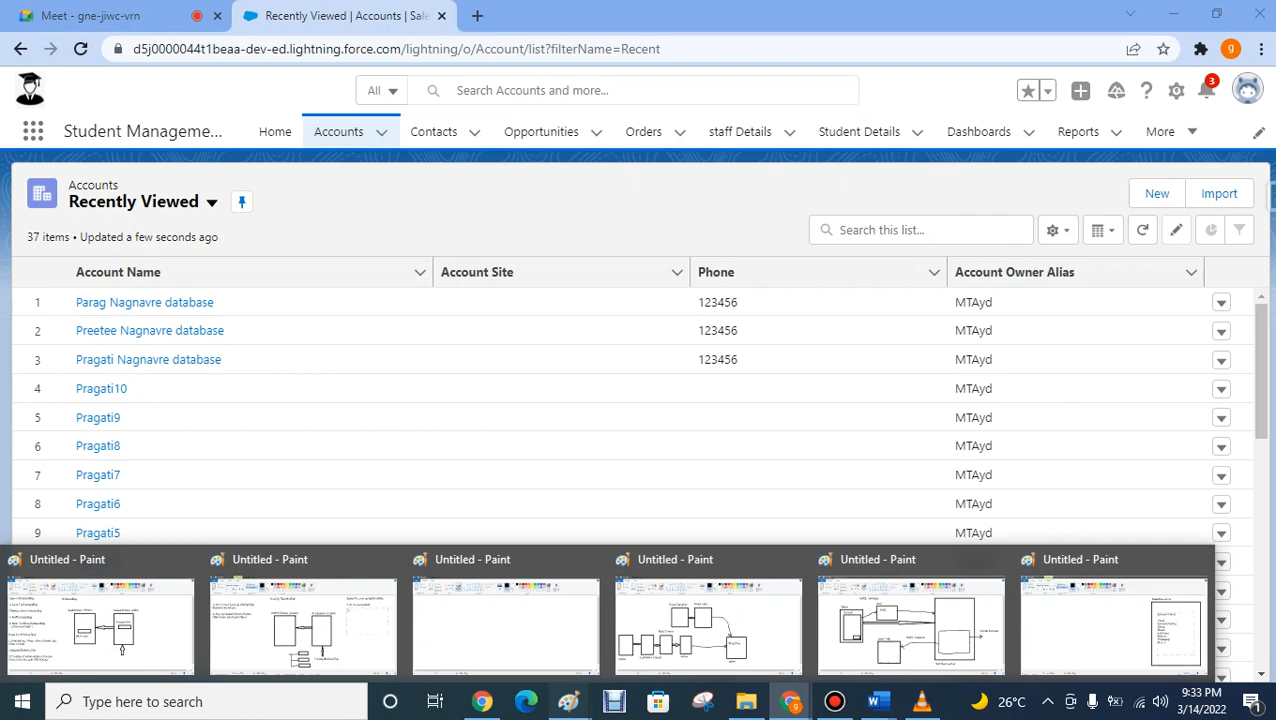 Meet - gne-jiwc-vrn
Recently Viewed | Accounts | Sale
d5j0000044t1beaa-dev-ed.lightning.force.com/lightning/o/Account/list?filterName=Recent
g
All
Search Accounts and more...
3
Student Manageme...
Home
Accounts
Contacts
Opportunities
Orders
staff Details
Student Details
Dashboards
Reports
More
Accounts
Recently Viewed
New
Import
37 items • Updated a few seconds ago
Search this list...
Account Name
Account Site
Phone
Account Owner Alias
1 Parag Nagnavre database 123456 MTAyd
2 Preetee Nagnavre database 123456 MTAyd
3 Pragati Nagnavre database 123456 MTAyd
4 Pragati10 MTAyd
5 Pragati9 MTAyd
6 Pragati8 MTAyd
7 Pragati7 MTAyd
8 Pragati6 MTAyd
9 Pragati5 MTAyd
Untitled - Paint
Untitled - Paint
Untitled - Paint
Untitled - Paint
Untitled - Paint
Untitled - Paint
Type here to search
26°C
9:33 PM
3/14/2022
1